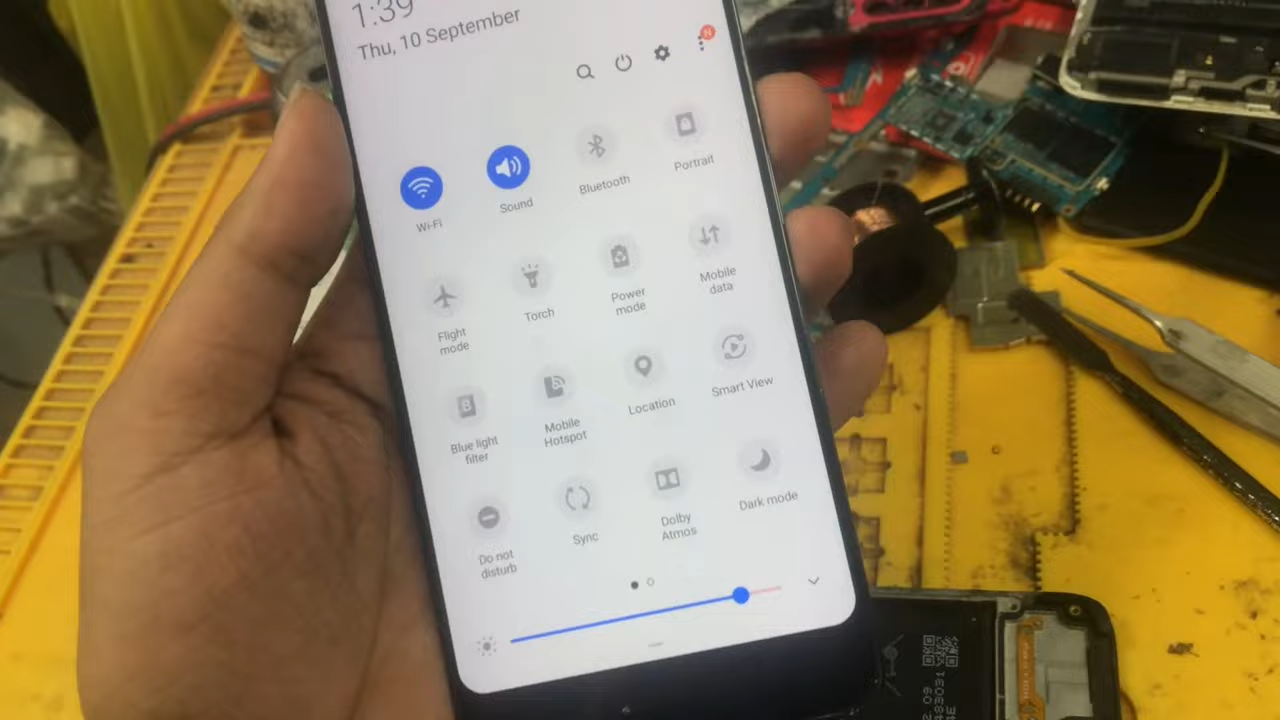 1:39
Thu, 10 September
N
Wi-Fi
Sound
Bluetooth
Portrait
Flight
mode
Torch
Power
mode
Mobile
data
B
Blue light
filter
Mobile
Hotspot
Location
Smart View
Do not
disturb
Sync
Dolby
Atmos
Dark mode